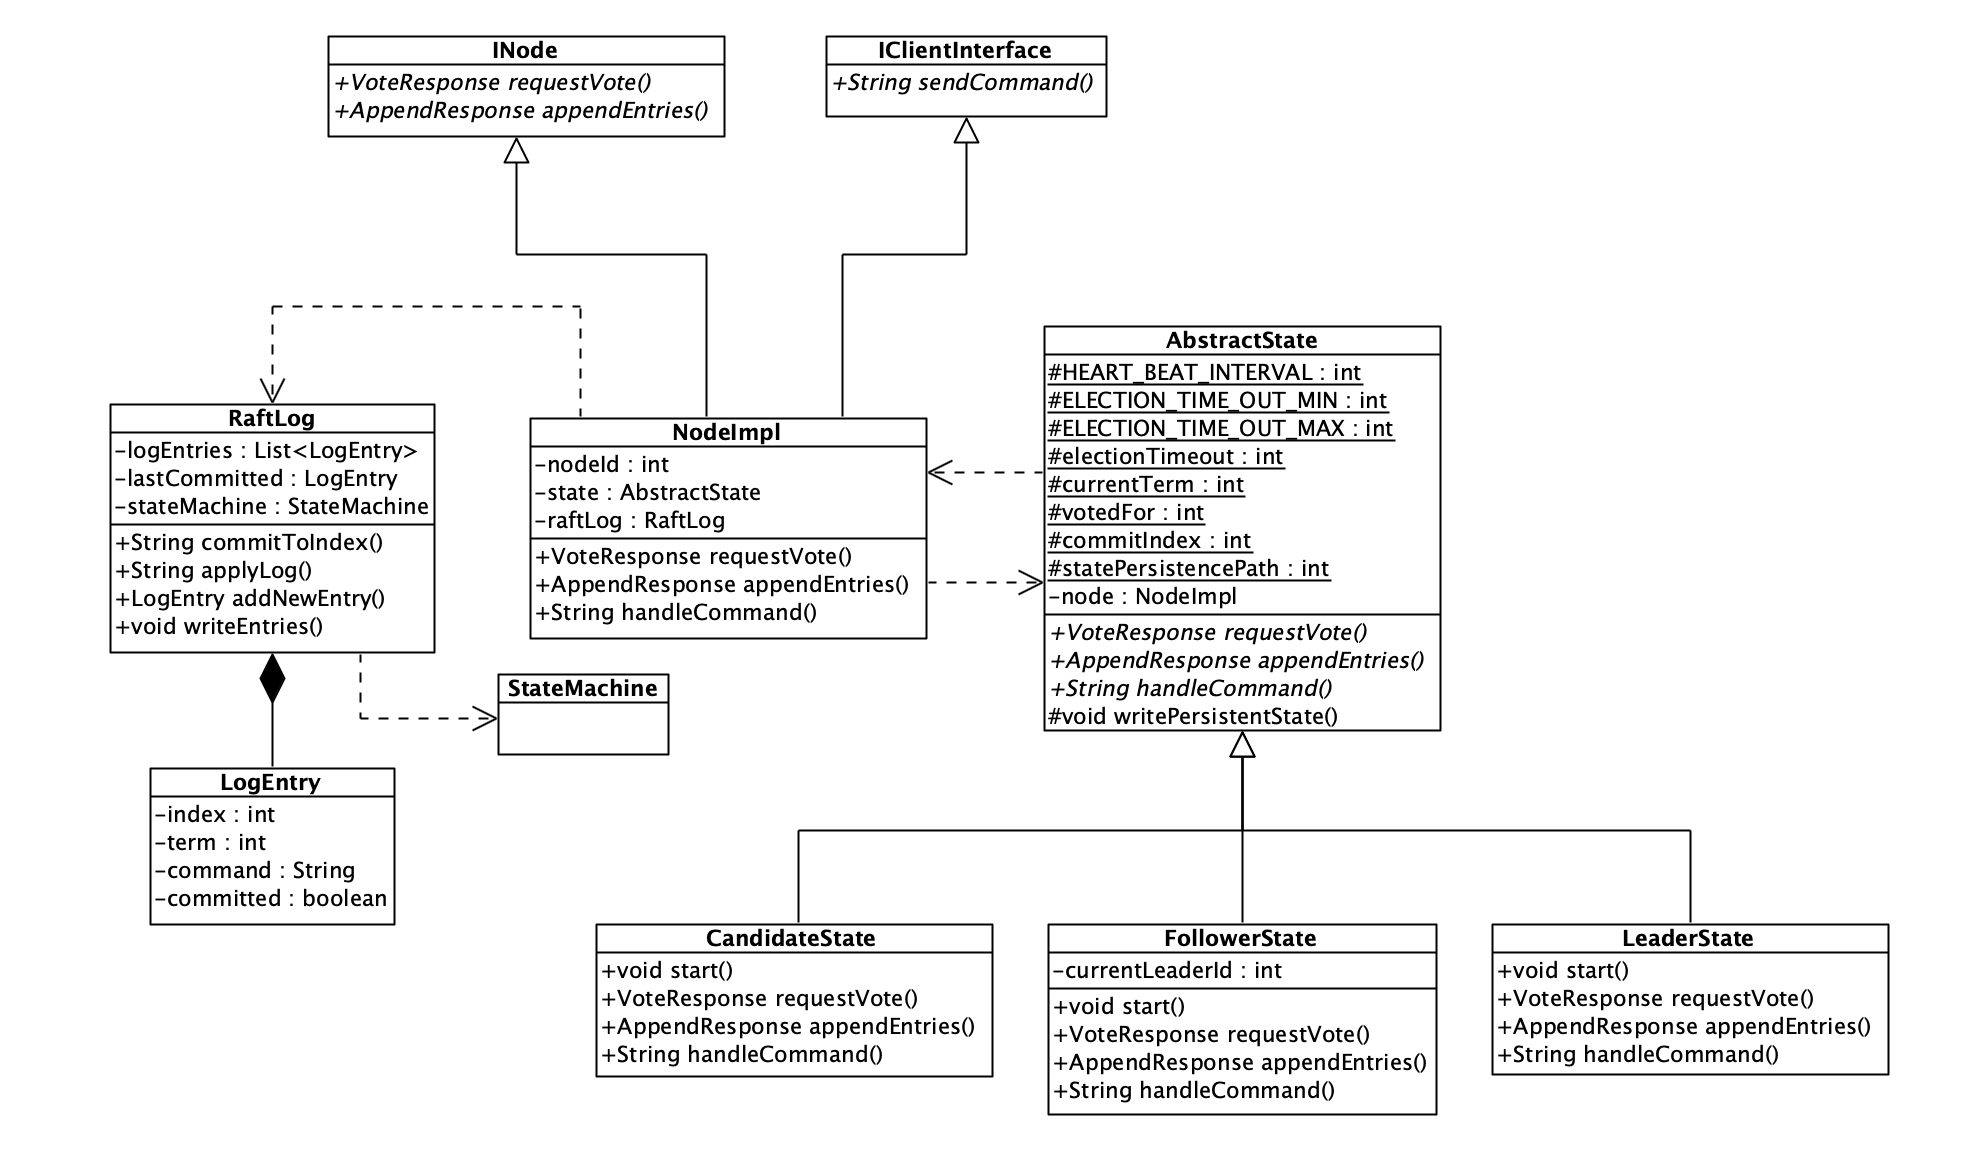 INode
+VoteResponse requestVote()
+AppendResponse appendEntries()
IClientInterface
+String sendCommand()
AbstractState
#HEART_BEAT_INTERVAL : int
#ELECTION_TIME_OUT_MIN : int
#ELECTION_TIME_OUT_MAX : int
#electionTimeout : int
#currentTerm : int
#votedFor : int
#commitIndex : int
#statePersistencePath : int
-node : NodeImpl
+VoteResponse requestVote()
+AppendResponse appendEntries()
+String handleCommand()
#void writePersistentState()
RaftLog
-logEntries : List<LogEntry>
-lastCommitted : LogEntry
-stateMachine : StateMachine
+String commitToIndex()
+String applyLog()
+LogEntry addNewEntry()
+void writeEntries()
NodeImpl
-nodeId : int
-state : AbstractState
-raftLog : RaftLog
+VoteResponse requestVote()
+AppendResponse appendEntries()
+String handleCommand()
StateMachine
LogEntry
-index : int
-term : int
-command : String
-committed : boolean
CandidateState
+void start()
+VoteResponse requestVote()
+AppendResponse appendEntries()
+String handleCommand()
FollowerState
-currentLeaderId : int
+void start()
+VoteResponse requestVote()
+AppendResponse appendEntries()
+String handleCommand()
LeaderState
+void start()
+VoteResponse requestVote()
+AppendResponse appendEntries()
+String handleCommand()